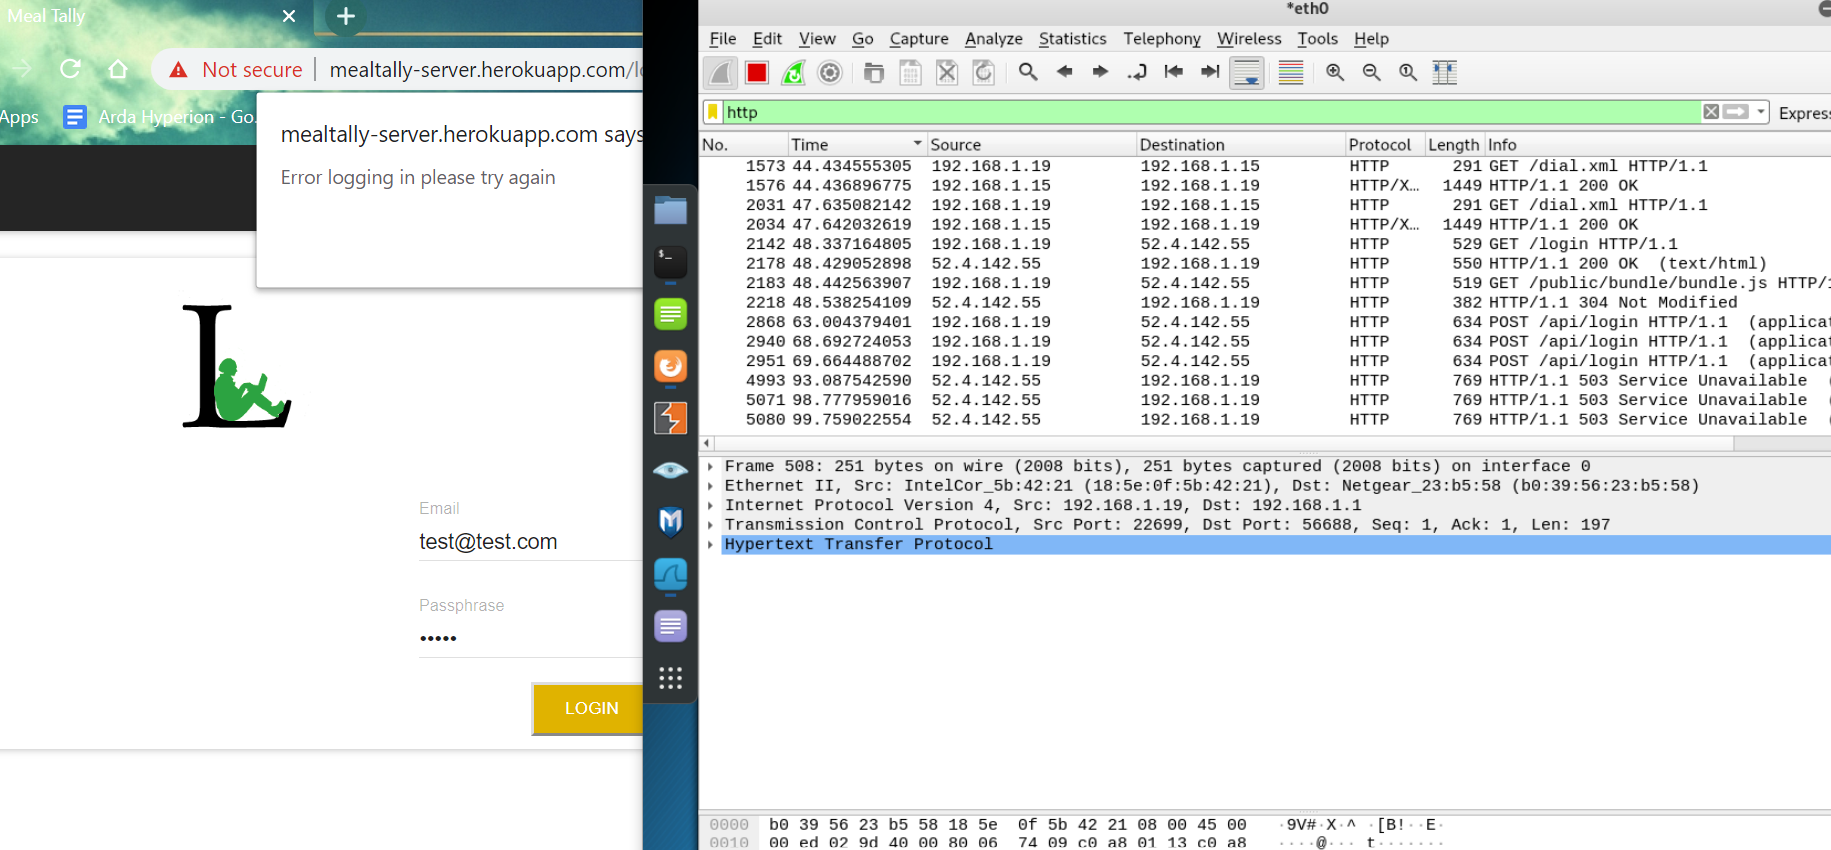 Meal Tally
Not secure | mealtally-server.herokuapp.com/l
Apps Arda Hyperion - Go.
mealtally-server.herokuapp.com says
Error logging in please try again
L
Email
test@test.com
Passphrase
•••••
LOGIN
$_
*eth0
File Edit View Go Capture Analyze Statistics Telephony Wireless Tools Help
http
Express
No. Time Source Destination Protocol Length Info
1573 44.434555305 192.168.1.19 192.168.1.15 HTTP 291 GET /dial.xml HTTP/1.1
1576 44.436896775 192.168.1.15 192.168.1.19 HTTP/X… 1449 HTTP/1.1 200 OK
2031 47.635082142 192.168.1.19 192.168.1.15 HTTP 291 GET /dial.xml HTTP/1.1
2034 47.642032619 192.168.1.15 192.168.1.19 HTTP/X… 1449 HTTP/1.1 200 OK
2142 48.337164805 192.168.1.19 52.4.142.55 HTTP 529 GET /login HTTP/1.1
2178 48.429052898 52.4.142.55 192.168.1.19 HTTP 550 HTTP/1.1 200 OK (text/html)
2183 48.442563907 192.168.1.19 52.4.142.55 HTTP 519 GET /public/bundle/bundle.js HTTP/1
2218 48.538254109 52.4.142.55 192.168.1.19 HTTP 382 HTTP/1.1 304 Not Modified
2868 63.004379401 192.168.1.19 52.4.142.55 HTTP 634 POST /api/login HTTP/1.1 (applicat
2940 68.692724053 192.168.1.19 52.4.142.55 HTTP 634 POST /api/login HTTP/1.1 (applicat
2951 69.664488702 192.168.1.19 52.4.142.55 HTTP 634 POST /api/login HTTP/1.1 (applicat
4993 93.087542590 52.4.142.55 192.168.1.19 HTTP 769 HTTP/1.1 503 Service Unavailable (
5071 98.777959016 52.4.142.55 192.168.1.19 HTTP 769 HTTP/1.1 503 Service Unavailable (
5080 99.759022554 52.4.142.55 192.168.1.19 HTTP 769 HTTP/1.1 503 Service Unavailable (
Frame 508: 251 bytes on wire (2008 bits), 251 bytes captured (2008 bits) on interface 0
Ethernet II, Src: IntelCor_5b:42:21 (18:5e:0f:5b:42:21), Dst: Netgear_23:b5:58 (b0:39:56:23:b5:58)
Internet Protocol Version 4, Src: 192.168.1.19, Dst: 192.168.1.1
Transmission Control Protocol, Src Port: 22699, Dst Port: 56688, Seq: 1, Ack: 1, Len: 197
Hypertext Transfer Protocol
0000 b0 39 56 23 b5 58 18 5e 0f 5b 42 21 08 00 45 00 ·9V#·X·^ ·[B!··E·
0010 00 ed 02 9d 40 00 80 06 74 09 c0 a8 01 13 c0 a8 ····@··· t·······